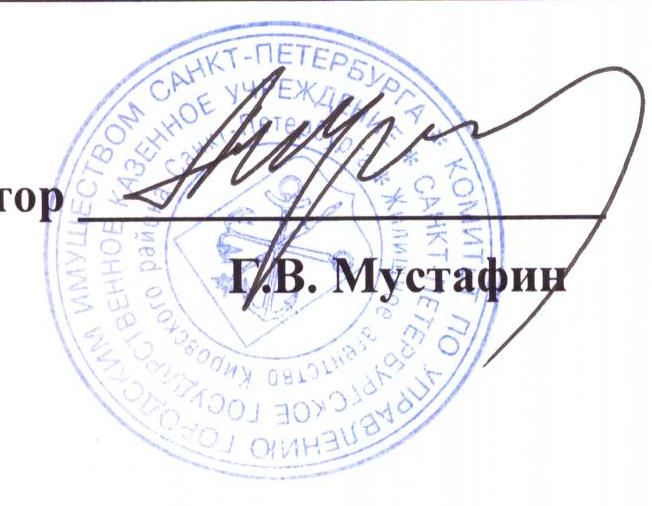 тор
Г.В. Мустафин
* КОМИТЕТ ПО УПРАВЛЕНИЮ ГОРОДСКИМ ИМУЩЕСТВОМ САНКТ-ПЕТЕРБУРГА
* САНКТ-ПЕТЕРБУРГСКОЕ ГОСУДАРСТВЕННОЕ КАЗЕННОЕ УЧРЕЖДЕНИЕ
* Жилищное агентство Кировского района Санкт-Петербурга